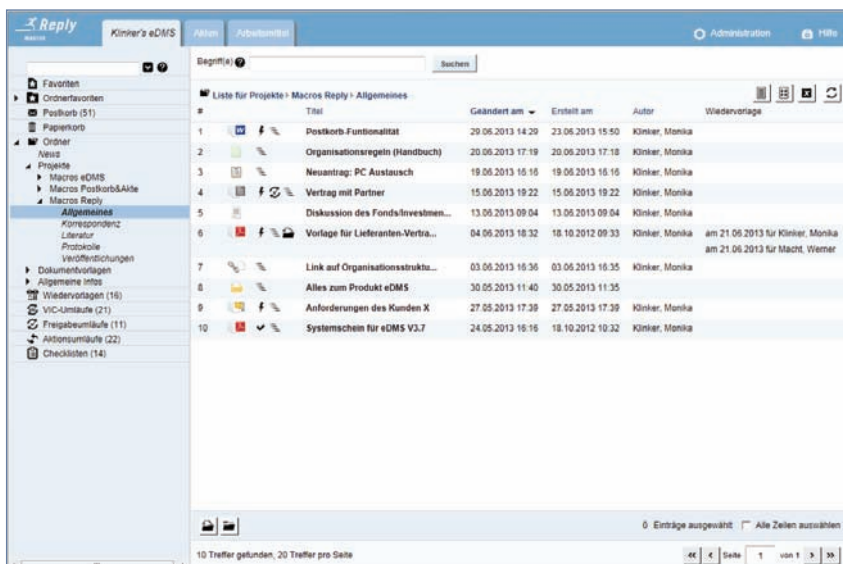 Reply
MACROS
Klinker's eDMS
Akten
Arbeitsmittel
Administration
Hilfe
Favoriten
Ordnerfavoriten
Postkorb (51)
Papierkorb
Ordner
News
Projekte
Macros eDMS
Macros Postkorb&Akte
Macros Reply
Allgemeines
Korrespondenz
Literatur
Protokolle
Veröffentlichungen
Dokumentvorlagen
Allgemeine Infos
Wiedervorlagen (16)
VIC-Umläufe (21)
Freigabeumläufe (11)
Aktionsumläufe (22)
Checklisten (14)
Begriff(e)
Suchen
Liste für Projekte › Macros Reply › Allgemeines
# Titel Geändert am Erstellt am Autor Wiedervorlage
1 Postkorb-Funtionalität 29.06.2013 14:29 23.06.2013 15:50 Klinker, Monika
2 Organisationsregeln (Handbuch) 20.06.2013 17:19 20.06.2013 17:18 Klinker, Monika
3 Neuantrag: PC Austausch 19.06.2013 16:16 19.06.2013 16:16 Klinker, Monika
4 Vertrag mit Partner 15.06.2013 19:22 15.06.2013 19:22 Klinker, Monika
5 Diskussion des Fonds/Investmen... 13.06.2013 09:04 13.06.2013 09:04 Klinker, Monika
6 Vorlage für Lieferanten-Vertra... 04.06.2013 18:32 18.10.2012 09:33 Klinker, Monika am 21.06.2013 für Klinker, Monika
am 21.06.2013 für Macht, Werner
7 Link auf Organisationsstruktu... 03.06.2013 16:36 03.06.2013 16:35 Klinker, Monika
8 Alles zum Produkt eDMS 30.05.2013 11:40 30.05.2013 11:35
9 Anforderungen des Kunden X 27.05.2013 17:39 27.05.2013 17:39 Klinker, Monika
10 Systemschein für eDMS V3.7 24.05.2013 16:16 18.10.2012 10:32 Klinker, Monika
0 Einträge ausgewählt Alle Zeilen auswählen
10 Treffer gefunden, 20 Treffer pro Seite
Seite 1 von 1